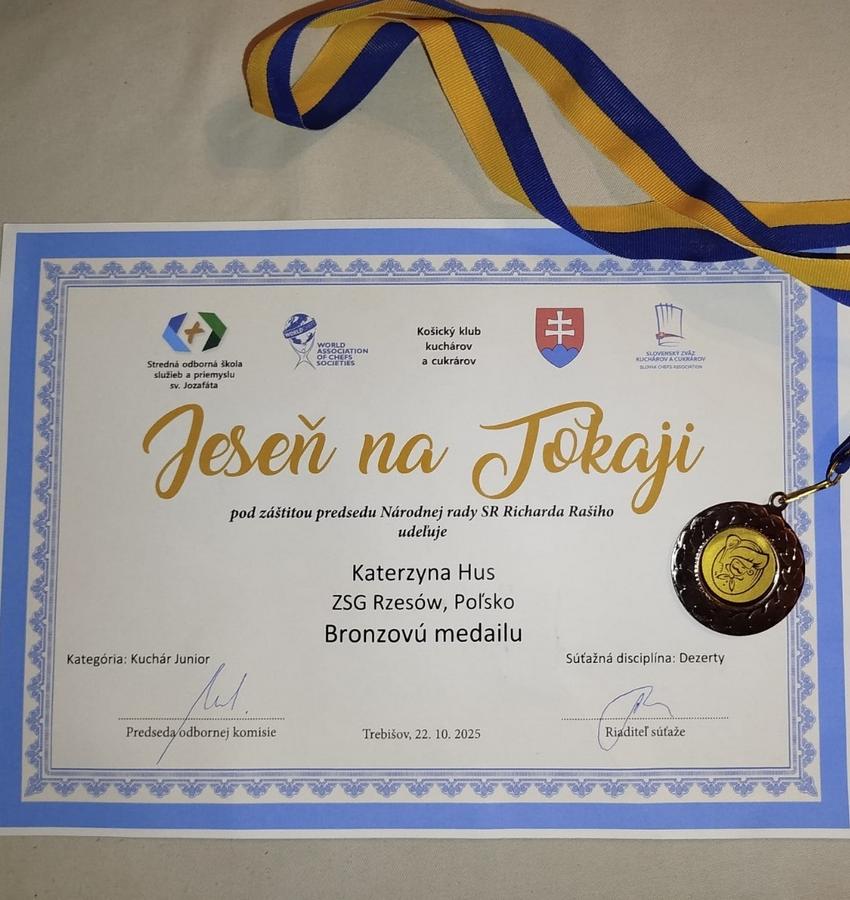 Stredná odborná škola
služieb a priemyslu
sv. Jozafáta
WORLD
WORLD
ASSOCIATION
OF CHEFS
SOCIETIES
Košický klub
kuchárov
a cukrárov
SLOVENSKÝ ZVÄZ
KUCHÁROV A CUKRÁROV
SLOVAK CHEFS ASSOCIATION
Jeseň na Tokaji
pod záštitou predsedu Národnej rady SR Richarda Rašiho
udeľuje
Katerzyna Hus
ZSG Rzesów, Poľsko
Bronzovú medailu
Kategória: Kuchár Junior
Súťažná disciplína: Dezerty
Predseda odbornej komisie
Trebišov, 22. 10. 2025
Riaditeľ súťaže